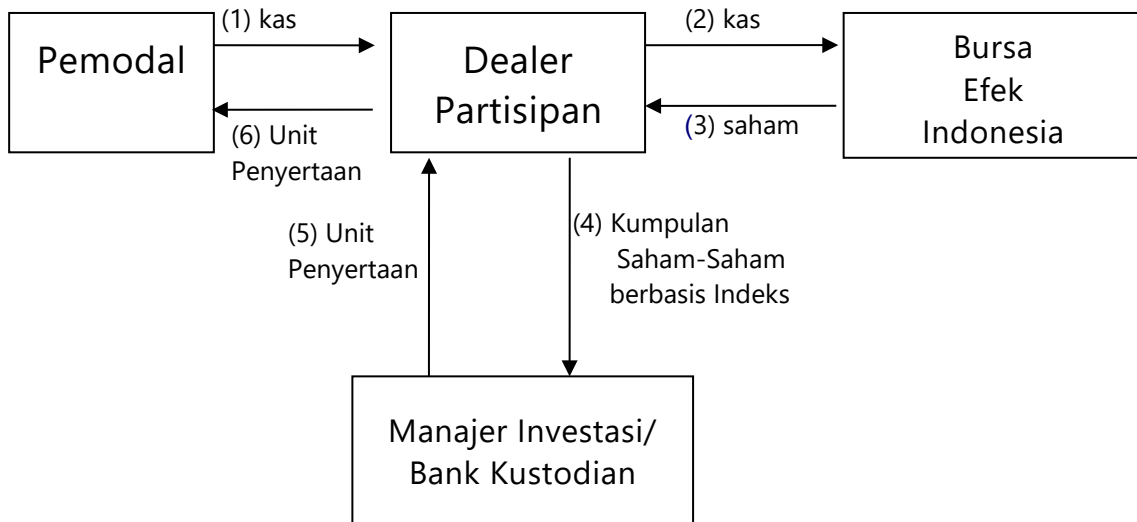 (1) kas
(2) kas
Pemodal
Dealer
Partisipan
Bursa
Efek
Indonesia
(6) Unit
Penyertaan
(3) saham
(5) Unit
Penyertaan
(4) Kumpulan
Saham-Saham
berbasis Indeks
Manajer Investasi/
Bank Kustodian